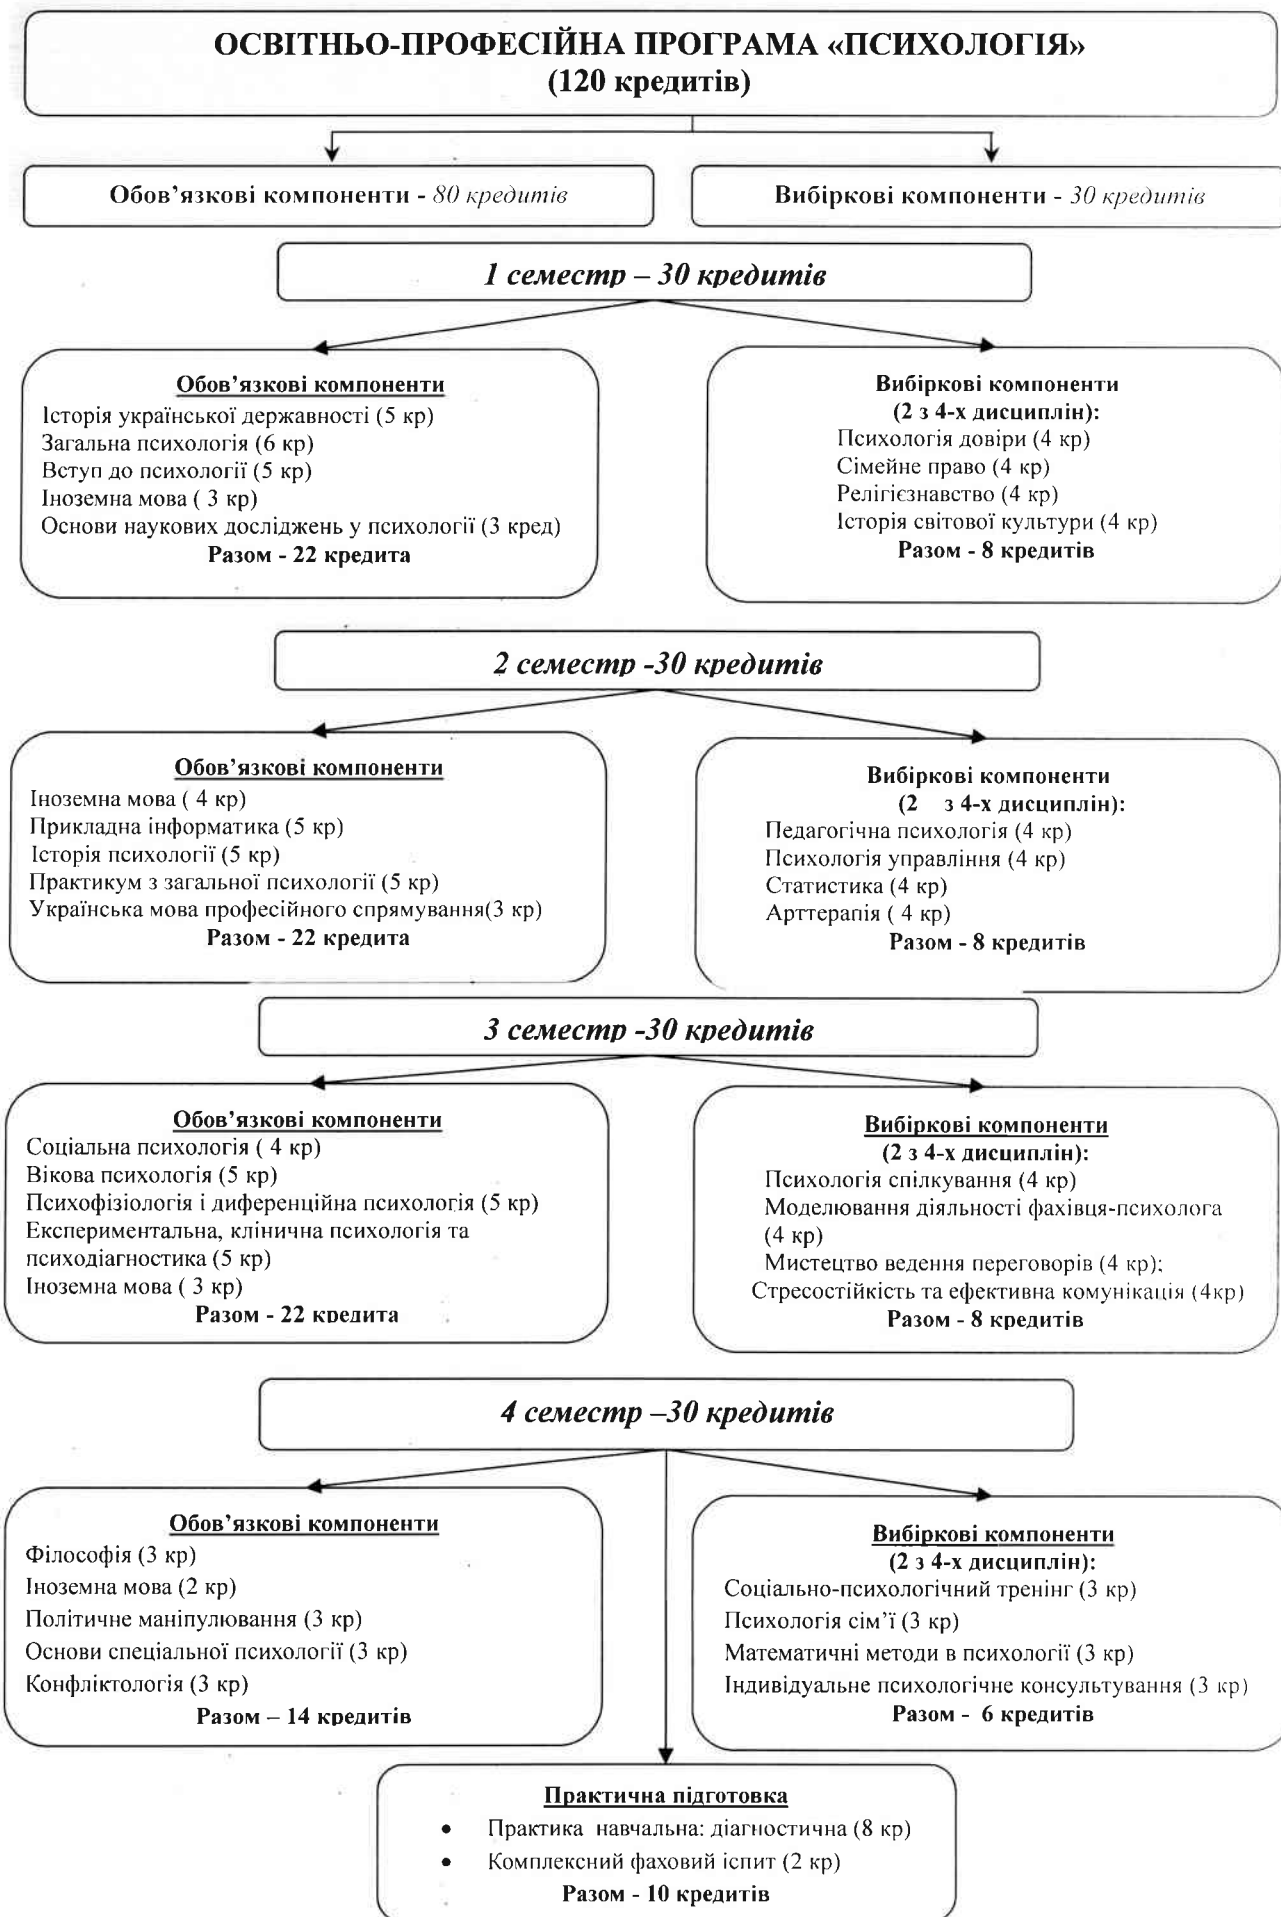 ОСВІТНЬО-ПРОФЕСІЙНА ПРОГРАМА «ПСИХОЛОГІЯ»
(120 кредитів)
Обов’язкові компоненти - 80 кредитів
Вибіркові компоненти - 30 кредитів
1 семестр – 30 кредитів
Обов’язкові компоненти
Історія української державності (5 кр)
Загальна психологія (6 кр)
Вступ до психології (5 кр)
Іноземна мова ( 3 кр)
Основи наукових досліджень у психології (3 кред)
Разом - 22 кредита
Вибіркові компоненти
(2 з 4-х дисциплін):
Психологія довіри (4 кр)
Сімейне право (4 кр)
Релігієзнавство (4 кр)
Історія світової культури (4 кр)
Разом - 8 кредитів
2 семестр -30 кредитів
Обов’язкові компоненти
Іноземна мова ( 4 кр)
Прикладна інформатика (5 кр)
Історія психології (5 кр)
Практикум з загальної психології (5 кр)
Українська мова професійного спрямування(3 кр)
Разом - 22 кредита
Вибіркові компоненти
(2 з 4-х дисциплін):
Педагогічна психологія (4 кр)
Психологія управління (4 кр)
Статистика (4 кр)
Арттерапія ( 4 кр)
Разом - 8 кредитів
3 семестр -30 кредитів
Обов’язкові компоненти
Соціальна психологія ( 4 кр)
Вікова психологія (5 кр)
Психофізіологія і диференційна психологія (5 кр)
Експериментальна, клінична психологія та
психодіагностика (5 кр)
Іноземна мова ( 3 кр)
Разом - 22 кредита
Вибіркові компоненти
(2 з 4-х дисциплін):
Психологія спілкування (4 кр)
Моделювання діяльності фахівця-психолога
(4 кр)
Мистецтво ведення переговорів (4 кр);
Стресостійкість та ефективна комунікація (4кр)
Разом - 8 кредитів
4 семестр –30 кредитів
Обов’язкові компоненти
Філософія (3 кр)
Іноземна мова (2 кр)
Політичне маніпулювання (3 кр)
Основи спеціальної психології (3 кр)
Конфліктологія (3 кр)
Разом – 14 кредитів
Вибіркові компоненти
(2 з 4-х дисциплін):
Соціально-психологічний тренінг (3 кр)
Психологія сім’ї (3 кр)
Математичні методи в психології (3 кр)
Індивідуальне психологічне консультування (3 кр)
Разом - 6 кредитів
Практична підготовка
• Практика навчальна: діагностична (8 кр)
• Комплексний фаховий іспит (2 кр)
Разом - 10 кредитів